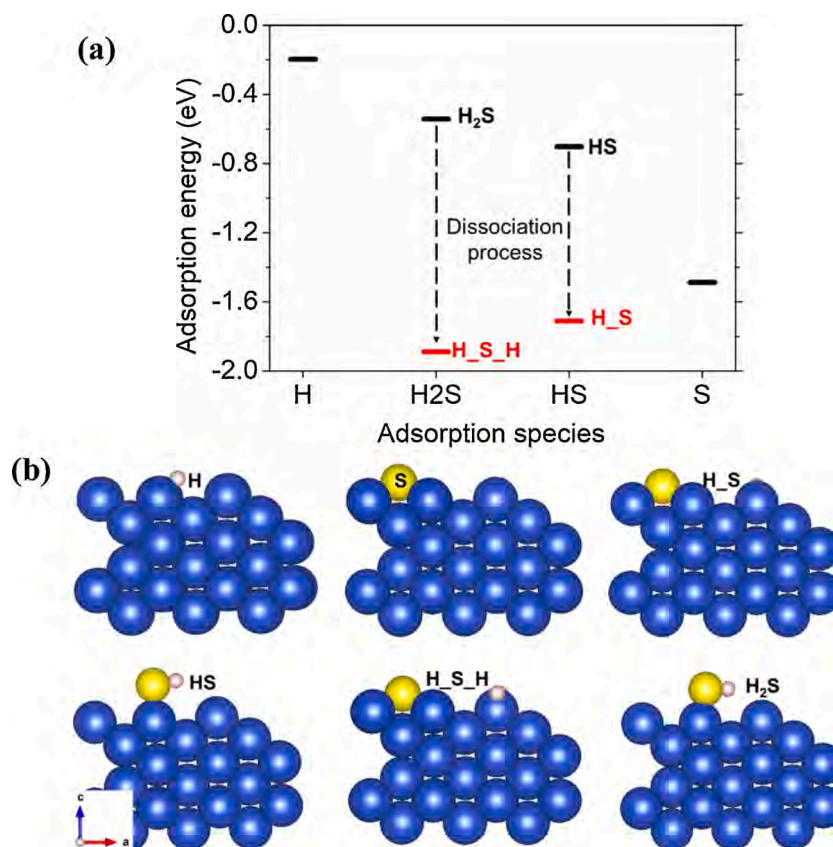 (a)
Adsorption energy (eV)
0.0
-0.4
-0.8
-1.2
-1.6
-2.0
H₂S
HS
Dissociation
process
H_S
H_S_H
H
H2S
HS
S
Adsorption species
(b)
H
S
H_S
HS
H_S_H
H₂S
c
a